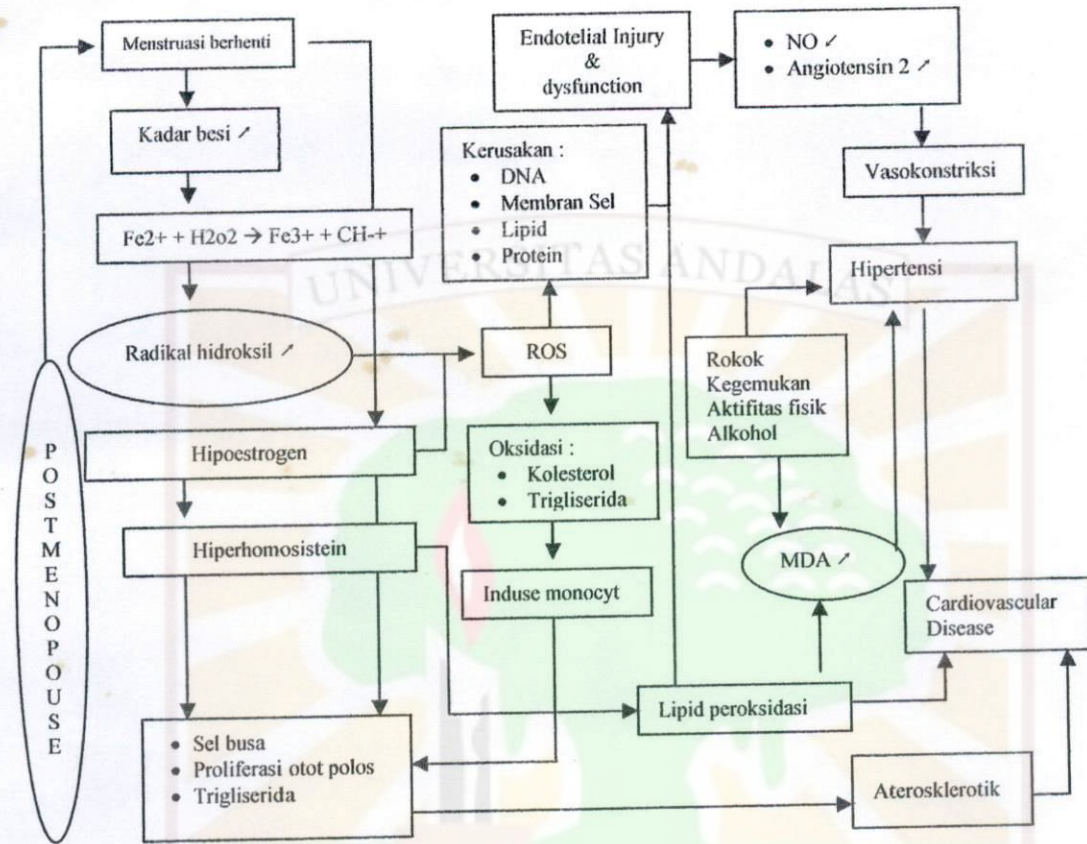 POSTMENOPOUSE
Menstruasi berhenti
Kadar besi ↗
Fe2+ + H2o2 → Fe3+ + CH-+
Radikal hidroksil ↗
Hipoestrogen
Hiperhomosistein
• Sel busa
• Proliferasi otot polos
• Trigliserida
Endotelial Injury
&
dysfunction
• NO ↙
• Angiotensin 2 ↗
Kerusakan :
• DNA
• Membran Sel
• Lipid
• Protein
Vasokonstriksi
UNIVERSITAS ANDALAS
Hipertensi
ROS
Rokok
Kegemukan
Aktifitas fisik
Alkohol
Oksidasi :
• Kolesterol
• Trigliserida
MDA ↗
Induse monocyt
Cardiovascular
Disease
Lipid peroksidasi
Aterosklerotik